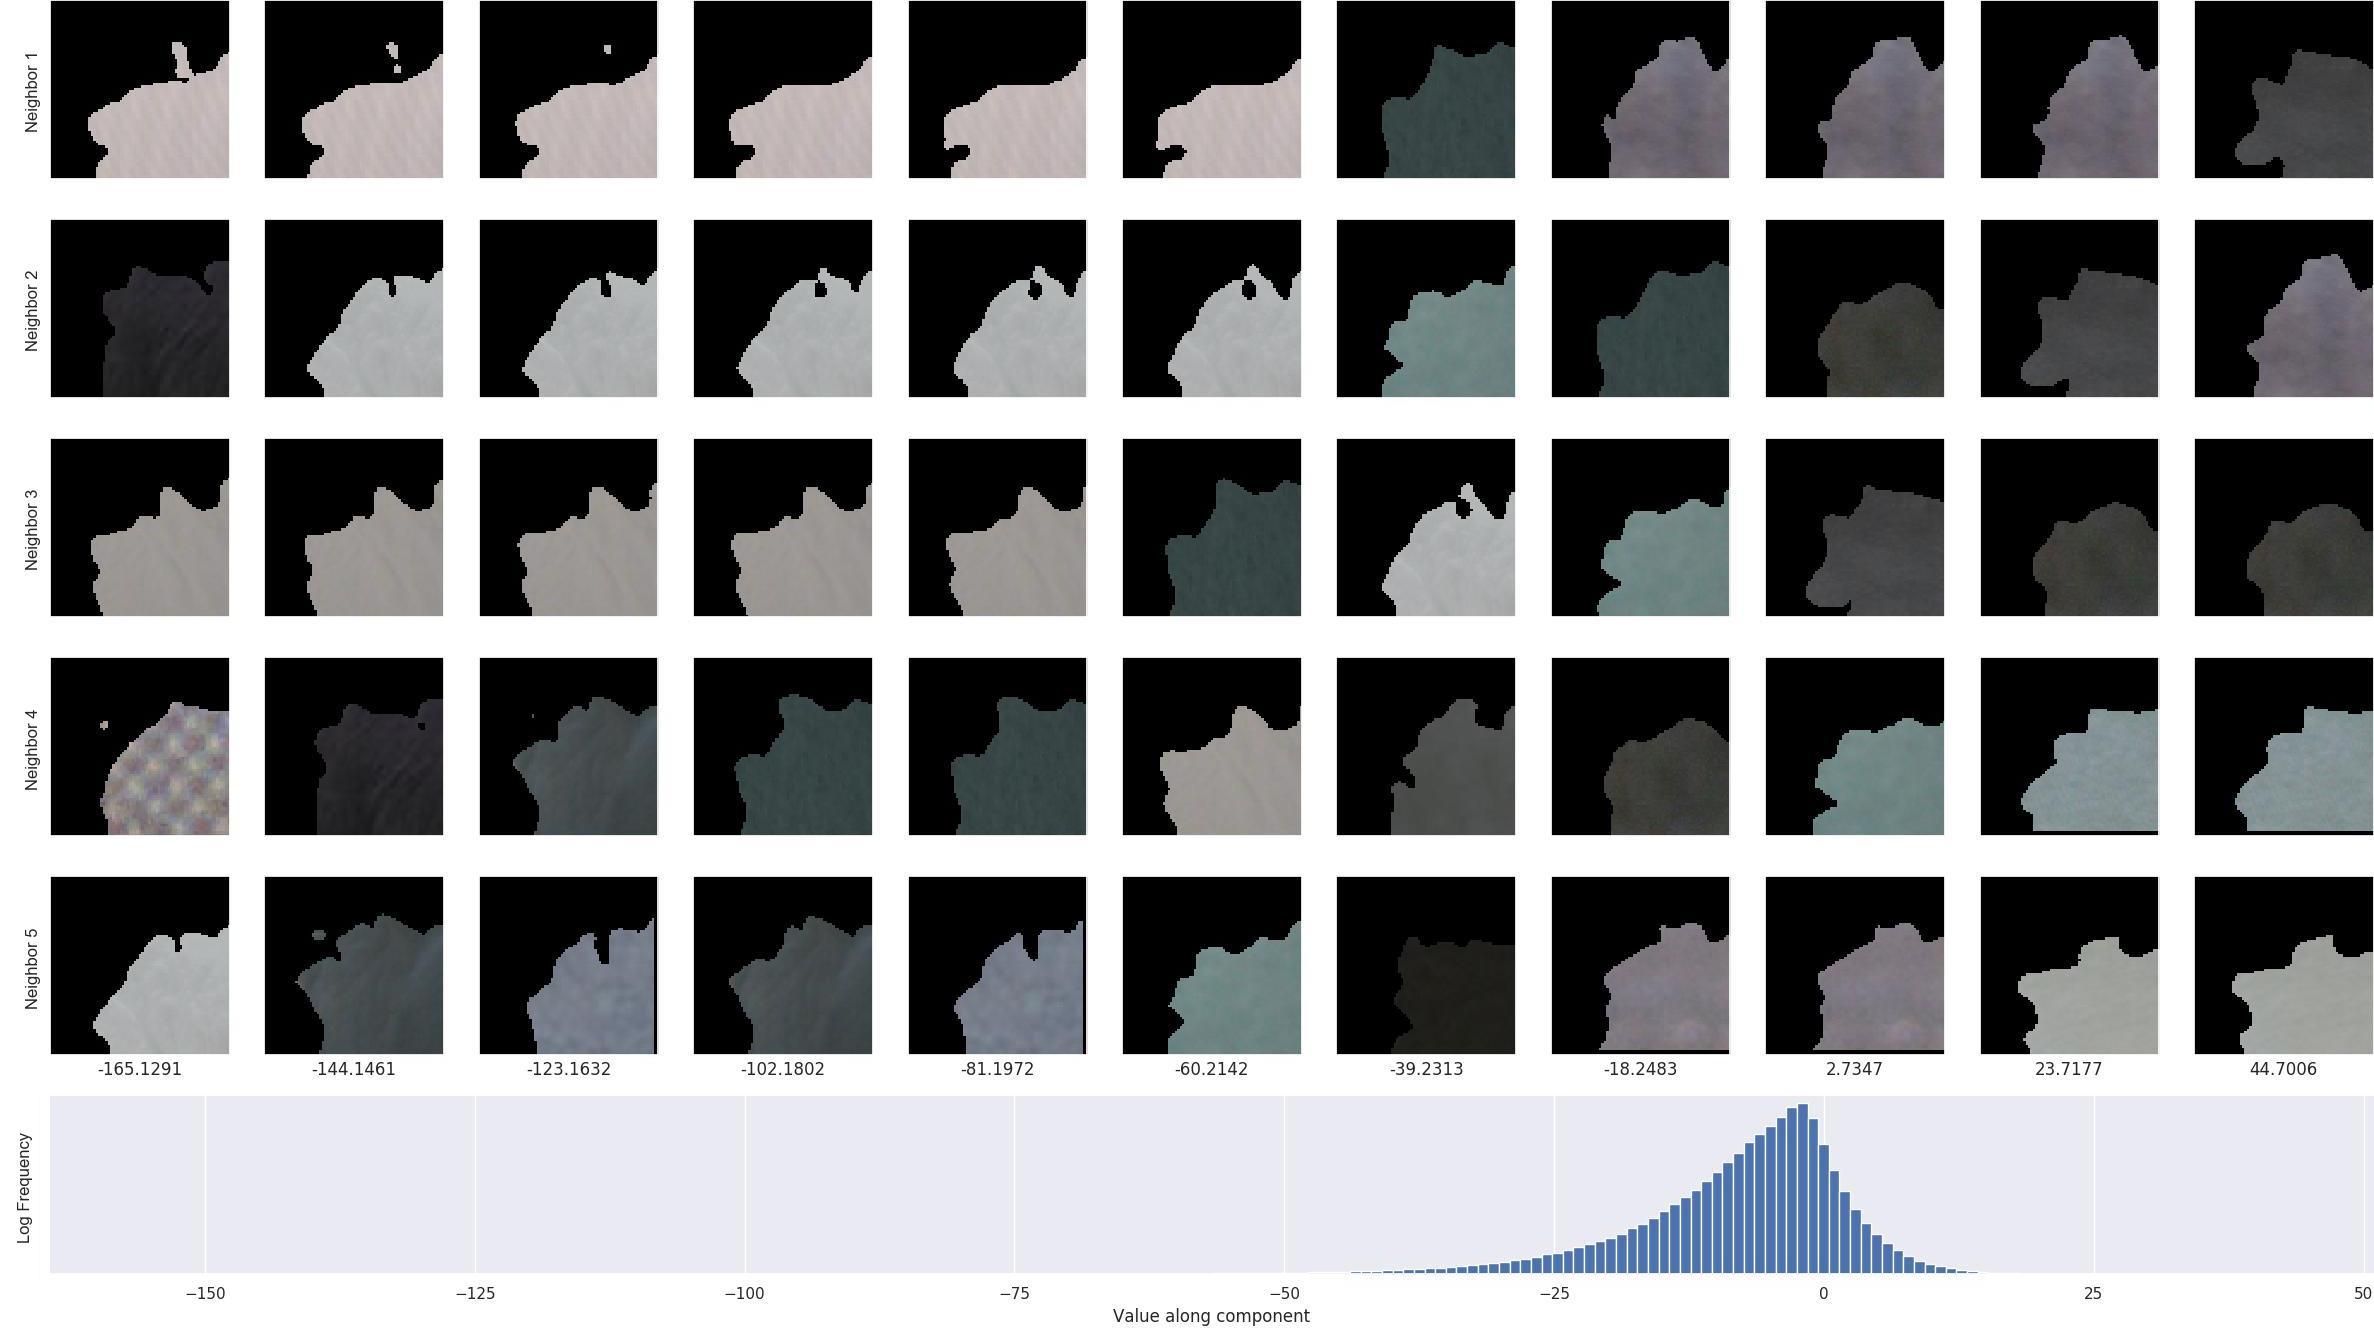 Neighbor 1
Neighbor 2
Neighbor 3
Neighbor 4
Neighbor 5
-165.1291 -144.1461 -123.1632 -102.1802 -81.1972 -60.2142 -39.2313 -18.2483 2.7347 23.7177 44.7006
Log Frequency
−150 −125 −100 −75 −50 −25 0 25 50
Value along component